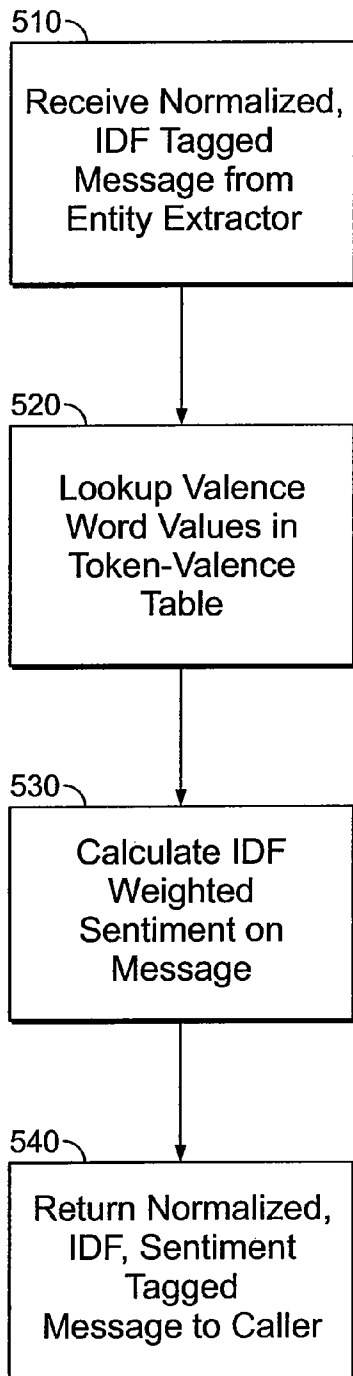 510
Receive Normalized,
IDF Tagged
Message from
Entity Extractor
520
Lookup Valence
Word Values in
Token-Valence
Table
530
Calculate IDF
Weighted
Sentiment on
Message
540
Return Normalized,
IDF, Sentiment
Tagged
Message to Caller